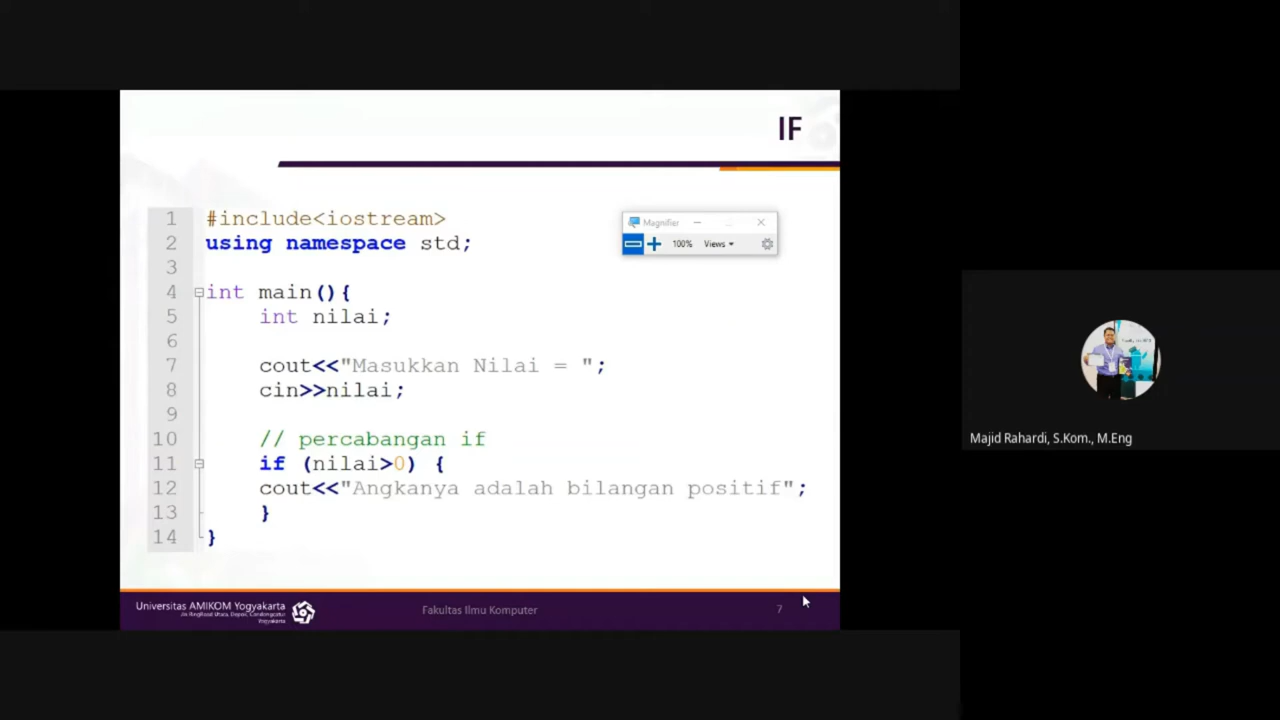 IF
Magnifier
100% Views
1 #include<iostream>
2 using namespace std;
3
4 int main(){
5 int nilai;
6
7 cout<<"Masukkan Nilai = ";
8 cin>>nilai;
9
10 // percabangan if
11 if (nilai>0) {
12 cout<<"Angkanya adalah bilangan positif";
13 }
14 }
Universitas AMIKOM Yogyakarta
Yogyakarta
Fakultas Ilmu Komputer
7
Majid Rahardi, S.Kom., M.Eng